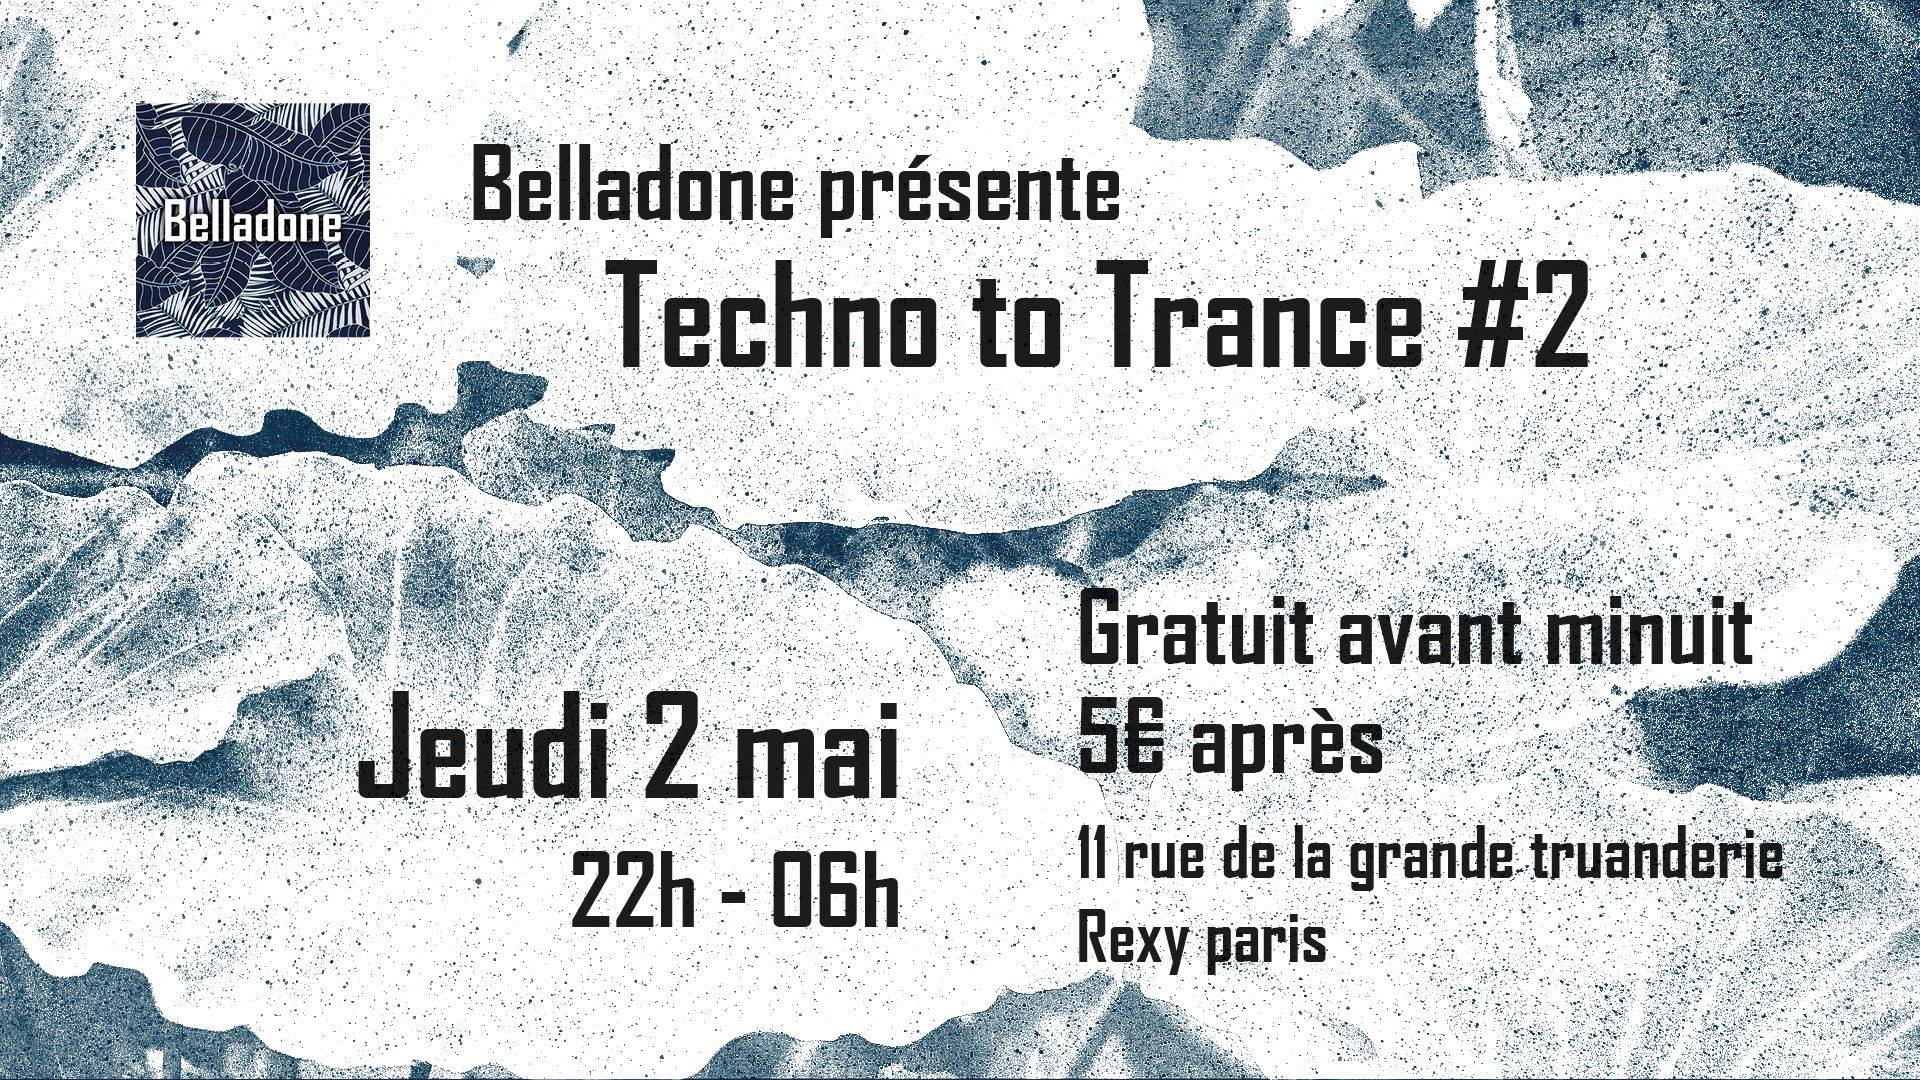 Belladone
Belladone présente
Techno to Trance #2
Jeudi 2 mai
22h - 06h
Gratuit avant minuit
5€ après
11 rue de la grande truanderie
Rexy paris